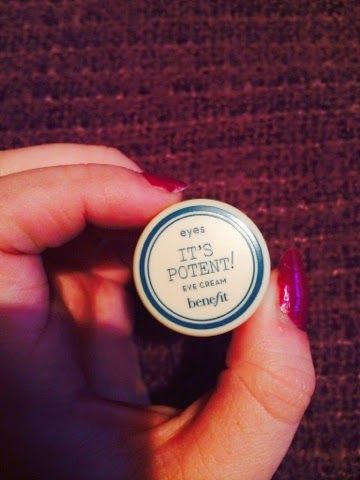 eyes
IT'S
POTENT!
EYE CREAM
benefit